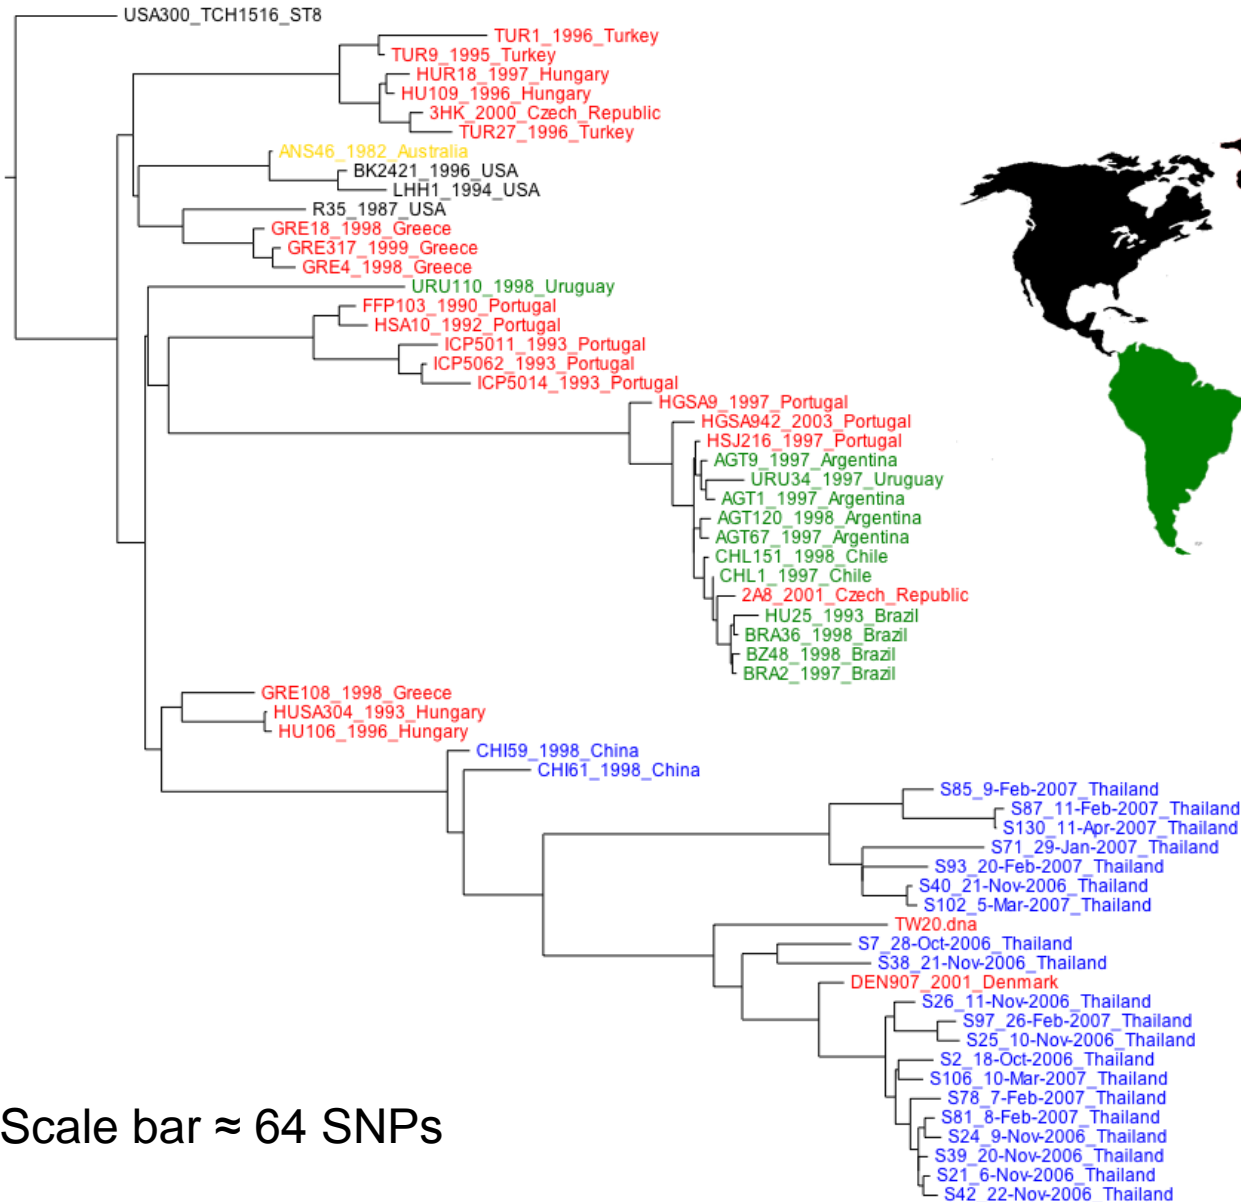 USA300_TCH1516_ST8
TUR1_1996_Turkey
TUR9_1995_Turkey
HUR18_1997_Hungary
HU109_1996_Hungary
3HK_2000_Czech_Republic
TUR27_1996_Turkey
ANS46_1982_Australia
BK2421_1996_USA
LHH1_1994_USA
R35_1987_USA
GRE18_1998_Greece
GRE317_1999_Greece
GRE4_1998_Greece
URU110_1998_Uruguay
FFP103_1990_Portugal
HSA10_1992_Portugal
ICP5011_1993_Portugal
ICP5062_1993_Portugal
ICP5014_1993_Portugal
HGSA9_1997_Portugal
HGSA942_2003_Portugal
HSJ216_1997_Portugal
AGT9_1997_Argentina
URU34_1997_Uruguay
AGT1_1997_Argentina
AGT120_1998_Argentina
AGT67_1997_Argentina
CHL151_1998_Chile
CHL1_1997_Chile
2A8_2001_Czech_Republic
HU25_1993_Brazil
BRA36_1998_Brazil
BZ48_1998_Brazil
BRA2_1997_Brazil
GRE108_1998_Greece
HUSA304_1993_Hungary
HU106_1996_Hungary
CHI59_1998_China
CHI61_1998_China
S85_9-Feb-2007_Thailand
S87_11-Feb-2007_Thailand
S130_11-Apr-2007_Thailand
S71_29-Jan-2007_Thailand
S93_20-Feb-2007_Thailand
S40_21-Nov-2006_Thailand
S102_5-Mar-2007_Thailand
TW20.dna
S7_28-Oct-2006_Thailand
S38_21-Nov-2006_Thailand
DEN907_2001_Denmark
S26_11-Nov-2006_Thailand
S97_26-Feb-2007_Thailand
S25_10-Nov-2006_Thailand
S2_18-Oct-2006_Thailand
S106_10-Mar-2007_Thailand
S78_7-Feb-2007_Thailand
S81_8-Feb-2007_Thailand
S24_9-Nov-2006_Thailand
S39_20-Nov-2006_Thailand
S21_6-Nov-2006_Thailand
S42_22-Nov-2006_Thailand
Scale bar ≈ 64 SNPs